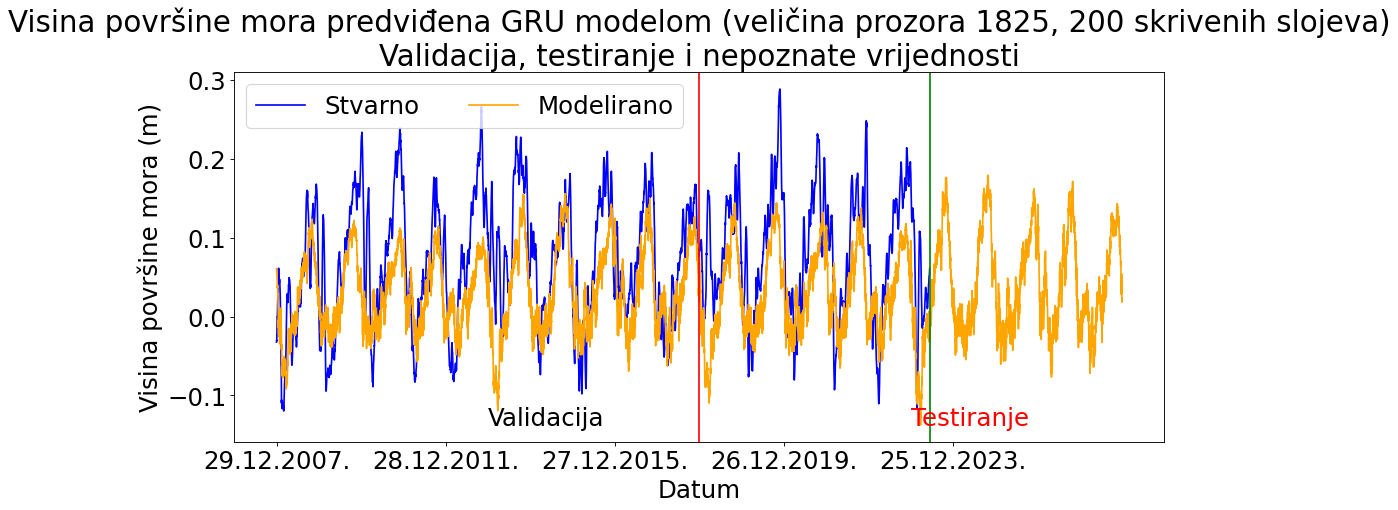 Visina površine mora predviđena GRU modelom (veličina prozora 1825, 200 skrivenih slojeva)
Validacija, testiranje i nepoznate vrijednosti
Stvarno
Modelirano
Visina površine mora (m)
0.3
0.2
0.1
0.0
−0.1
Validacija
Testiranje
29.12.2007.
28.12.2011.
27.12.2015.
26.12.2019.
25.12.2023.
Datum